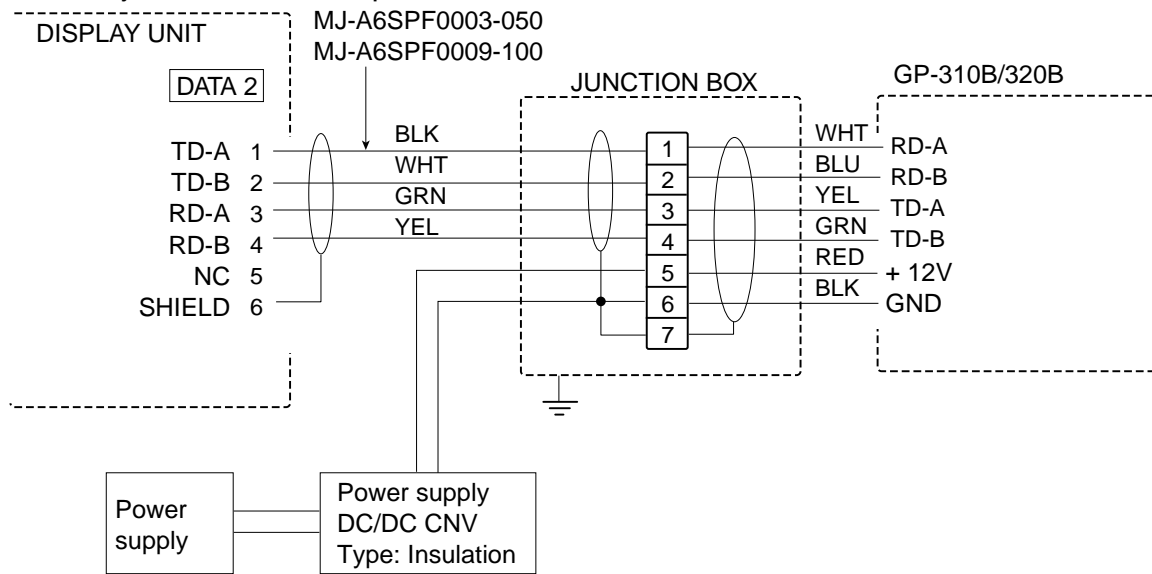 MJ-A6SPF0003-050
MJ-A6SPF0009-100
DISPLAY UNIT
DATA 2
JUNCTION BOX
GP-310B/320B
TD-A 1 BLK 1 WHT RD-A
TD-B 2 WHT 2 BLU RD-B
RD-A 3 GRN 3 YEL TD-A
RD-B 4 YEL 4 GRN TD-B
NC 5 5 RED + 12V
SHIELD 6 6 BLK GND
7
Power
supply
Power supply
DC/DC CNV
Type: Insulation